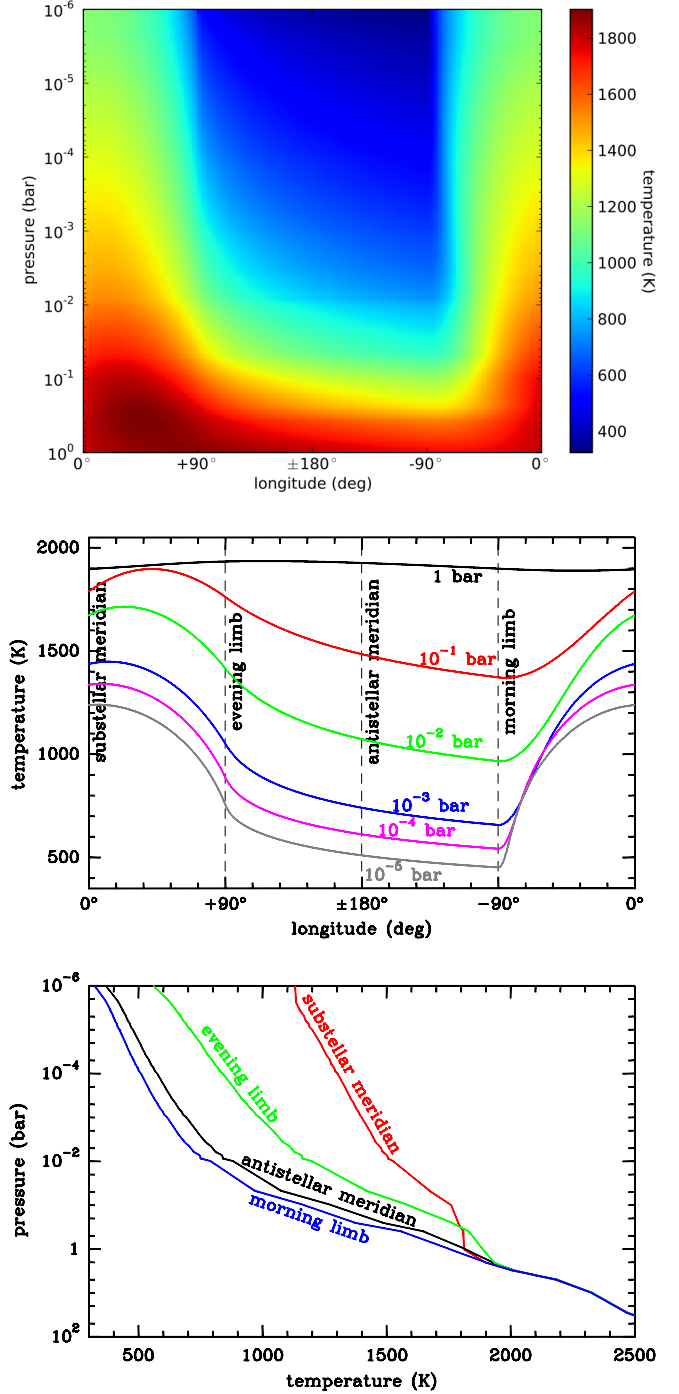 10⁻⁶
10⁻⁵
10⁻⁴
10⁻³
10⁻²
10⁻¹
10⁰
pressure (bar)
0° +90° ±180° -90° 0°
longitude (deg)
1800
1600
1400
1200
1000
800
600
400
temperature (K)
2000
1500
1000
500
temperature (K)
substellar meridian
evening limb
antistellar meridian
morning limb
1 bar
10⁻¹ bar
10⁻² bar
10⁻³ bar
10⁻⁴ bar
10⁻⁵ bar
0° +90° ±180° −90° 0°
longitude (deg)
10⁻⁶
10⁻⁴
10⁻²
1
10²
pressure (bar)
substellar meridian
evening limb
antistellar meridian
morning limb
500 1000 1500 2000 2500
temperature (K)